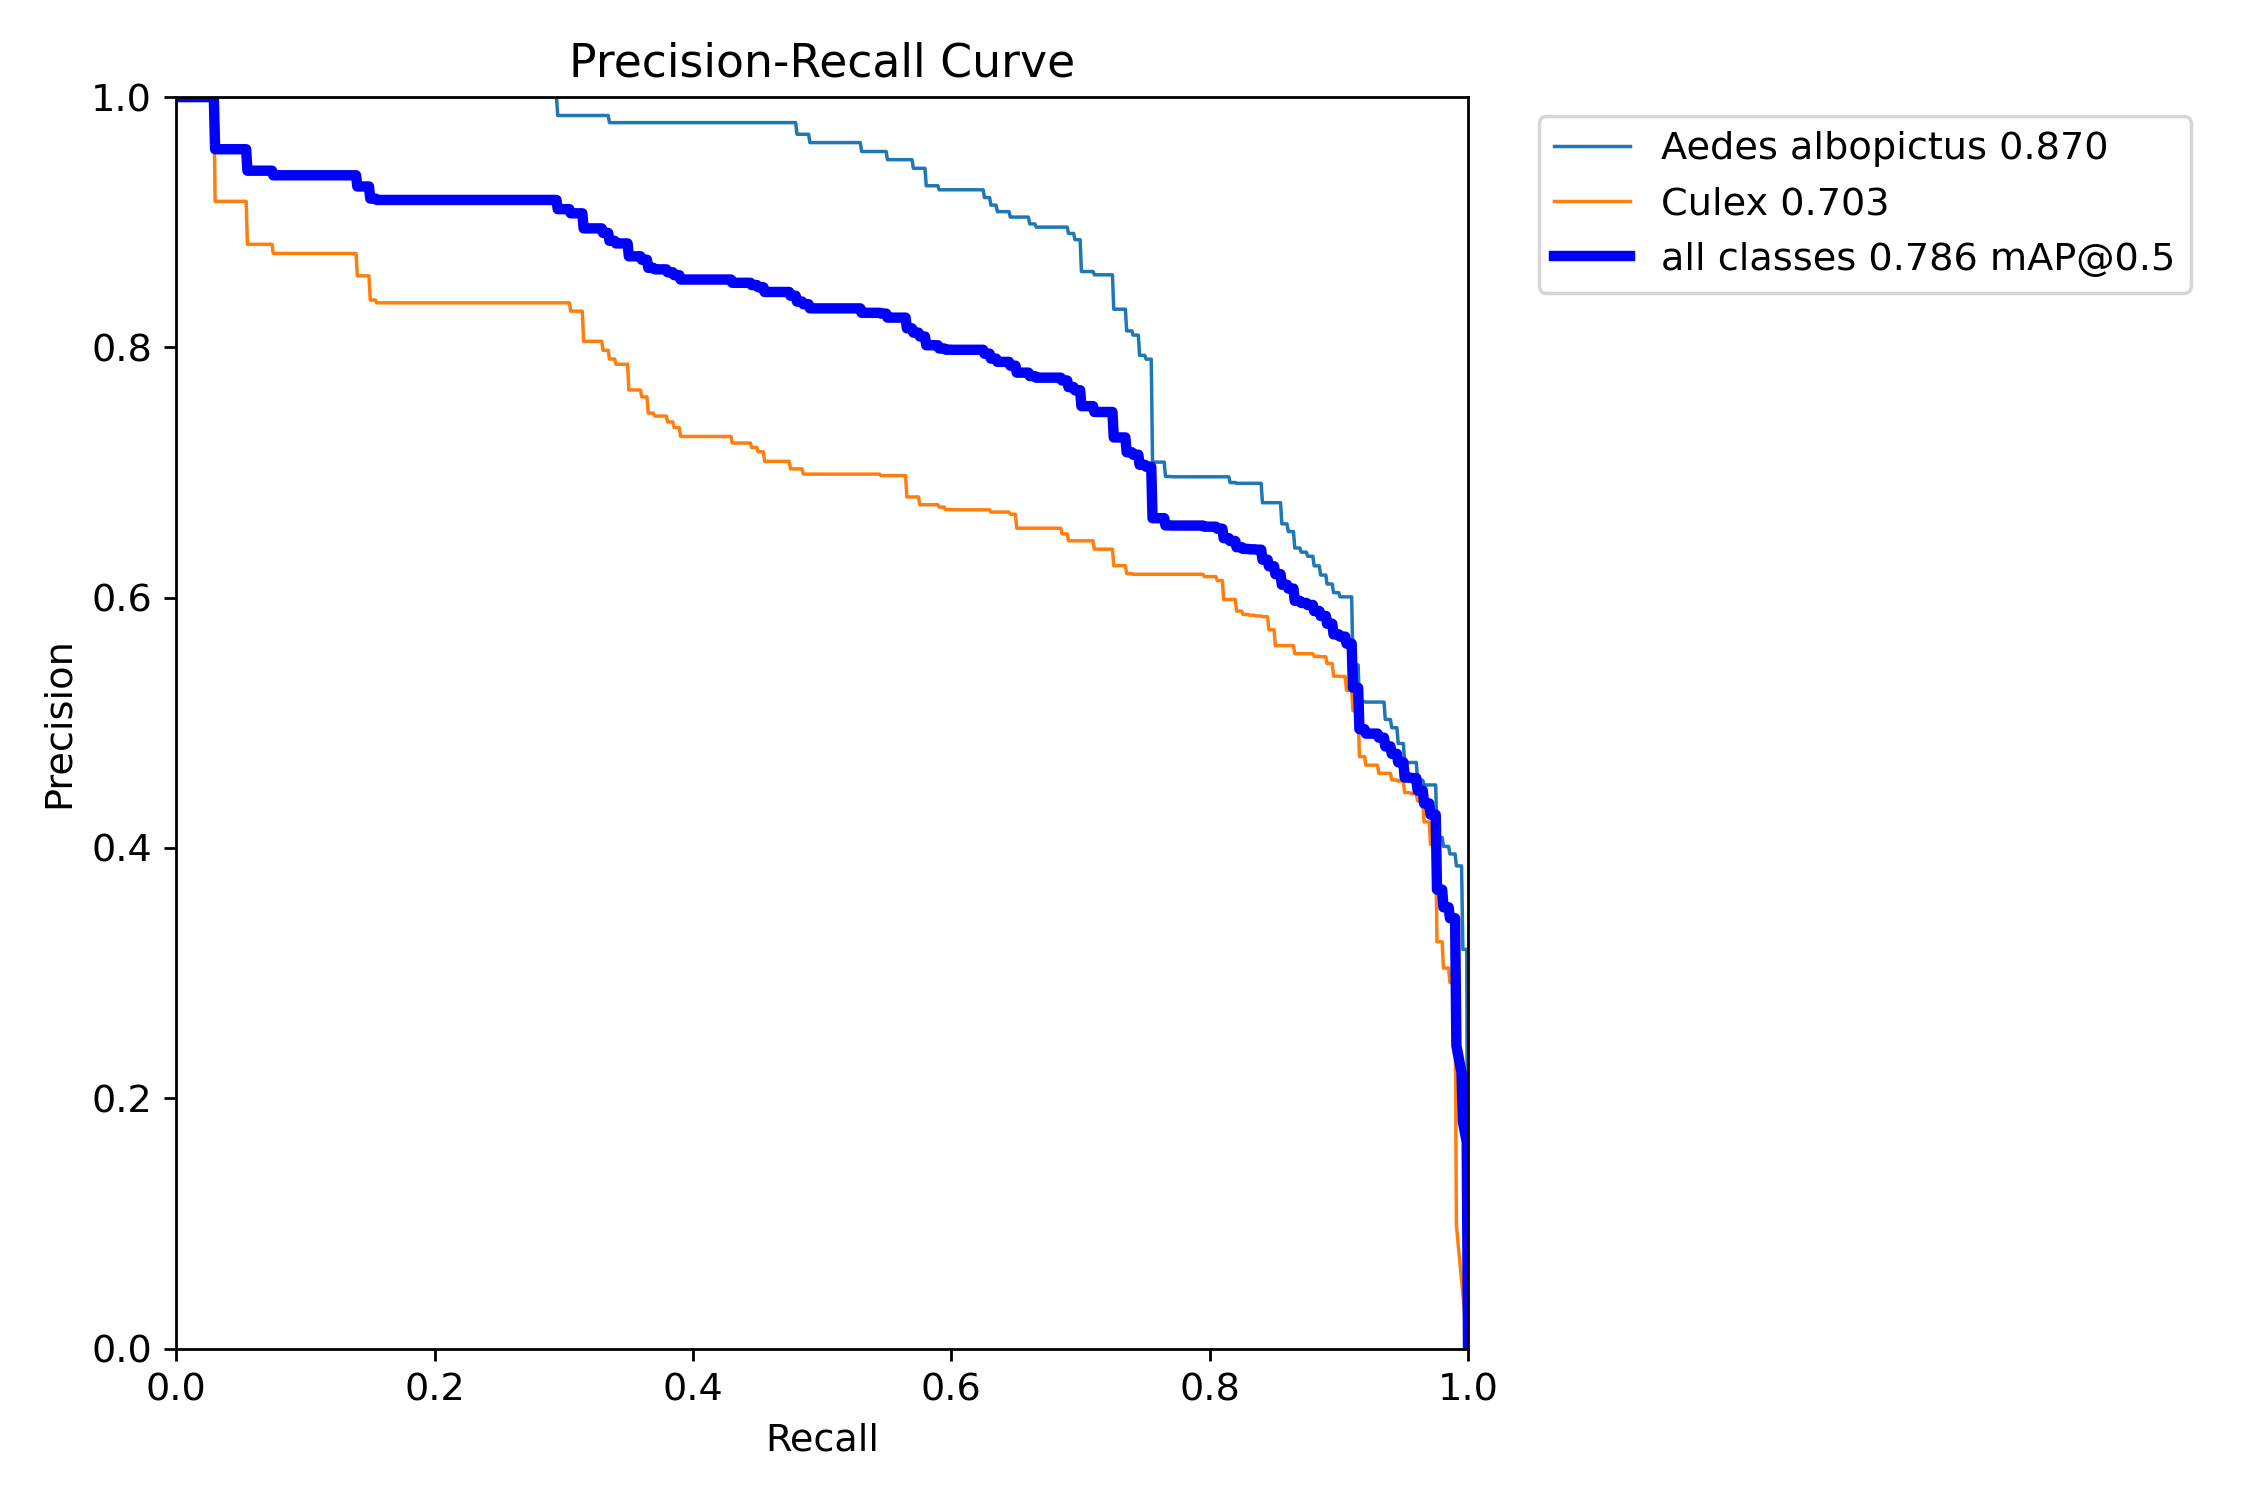 Precision-Recall Curve
1.0
0.8
0.6
0.4
0.2
0.0
Precision
0.0 0.2 0.4 0.6 0.8 1.0
Recall
Aedes albopictus 0.870
Culex 0.703
all classes 0.786 mAP@0.5